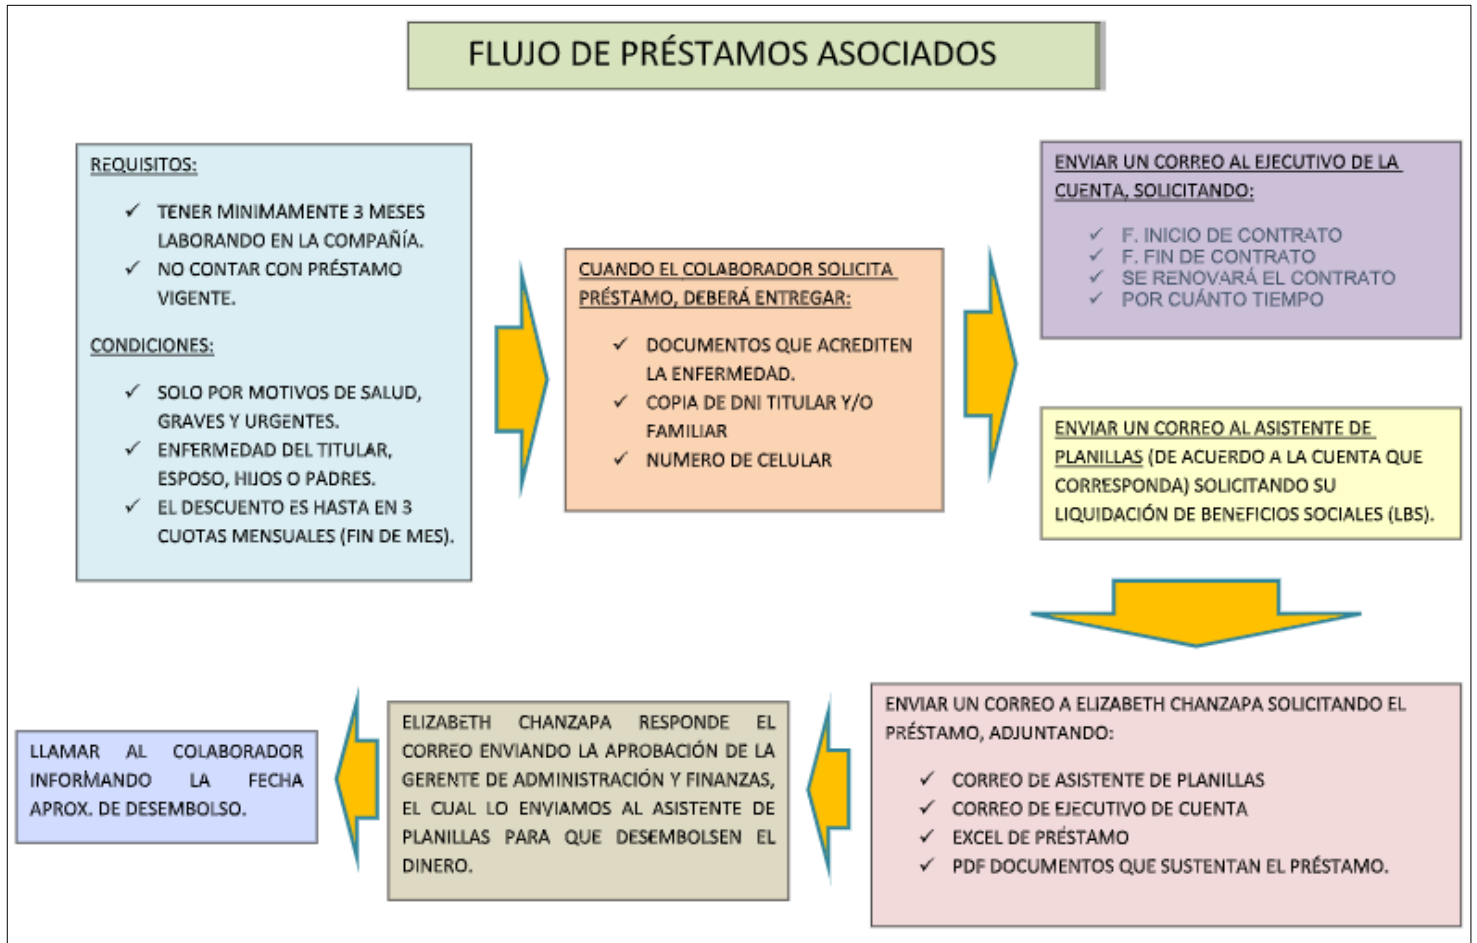 FLUJO DE PRÉSTAMOS ASOCIADOS
REQUISITOS:
✓ TENER MINIMAMENTE 3 MESES
LABORANDO EN LA COMPAÑÍA.
✓ NO CONTAR CON PRÉSTAMO
VIGENTE.
CONDICIONES:
✓ SOLO POR MOTIVOS DE SALUD,
GRAVES Y URGENTES.
✓ ENFERMEDAD DEL TITULAR,
ESPOSO, HIJOS O PADRES.
✓ EL DESCUENTO ES HASTA EN 3
CUOTAS MENSUALES (FIN DE MES).
CUANDO EL COLABORADOR SOLICITA
PRÉSTAMO, DEBERÁ ENTREGAR:
✓ DOCUMENTOS QUE ACREDITEN
LA ENFERMEDAD.
✓ COPIA DE DNI TITULAR Y/O
FAMILIAR
✓ NUMERO DE CELULAR
ENVIAR UN CORREO AL EJECUTIVO DE LA
CUENTA, SOLICITANDO:
✓ F. INICIO DE CONTRATO
✓ F. FIN DE CONTRATO
✓ SE RENOVARÁ EL CONTRATO
✓ POR CUÁNTO TIEMPO
ENVIAR UN CORREO AL ASISTENTE DE
PLANILLAS (DE ACUERDO A LA CUENTA QUE
CORRESPONDA) SOLICITANDO SU
LIQUIDACIÓN DE BENEFICIOS SOCIALES (LBS).
ENVIAR UN CORREO A ELIZABETH CHANZAPA SOLICITANDO EL
PRÉSTAMO, ADJUNTANDO:
✓ CORREO DE ASISTENTE DE PLANILLAS
✓ CORREO DE EJECUTIVO DE CUENTA
✓ EXCEL DE PRÉSTAMO
✓ PDF DOCUMENTOS QUE SUSTENTAN EL PRÉSTAMO.
ELIZABETH CHANZAPA RESPONDE EL
CORREO ENVIANDO LA APROBACIÓN DE LA
GERENTE DE ADMINISTRACIÓN Y FINANZAS,
EL CUAL LO ENVIAMOS AL ASISTENTE DE
PLANILLAS PARA QUE DESEMBOLSEN EL
DINERO.
LLAMAR AL COLABORADOR
INFORMANDO LA FECHA
APROX. DE DESEMBOLSO.